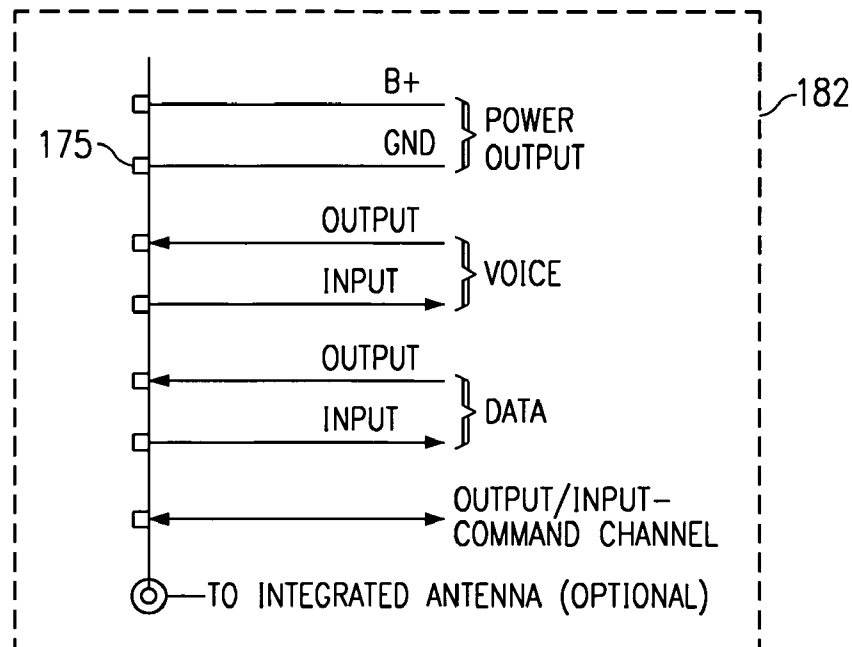 B+
182
POWER
OUTPUT
175
GND
OUTPUT
VOICE
INPUT
OUTPUT
DATA
INPUT
OUTPUT/INPUT-
COMMAND CHANNEL
TO INTEGRATED ANTENNA (OPTIONAL)